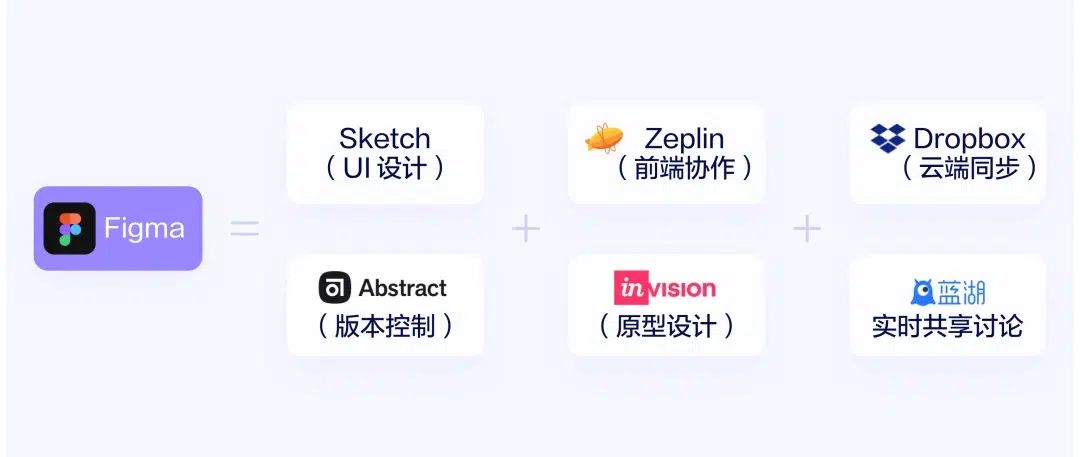 Figma
=
Sketch
（UI 设计）
Abstract
（版本控制）
+
Zeplin
（前端协作）
inVISION
（原型设计）
+
Dropbox
（云端同步）
蓝湖
实时共享讨论